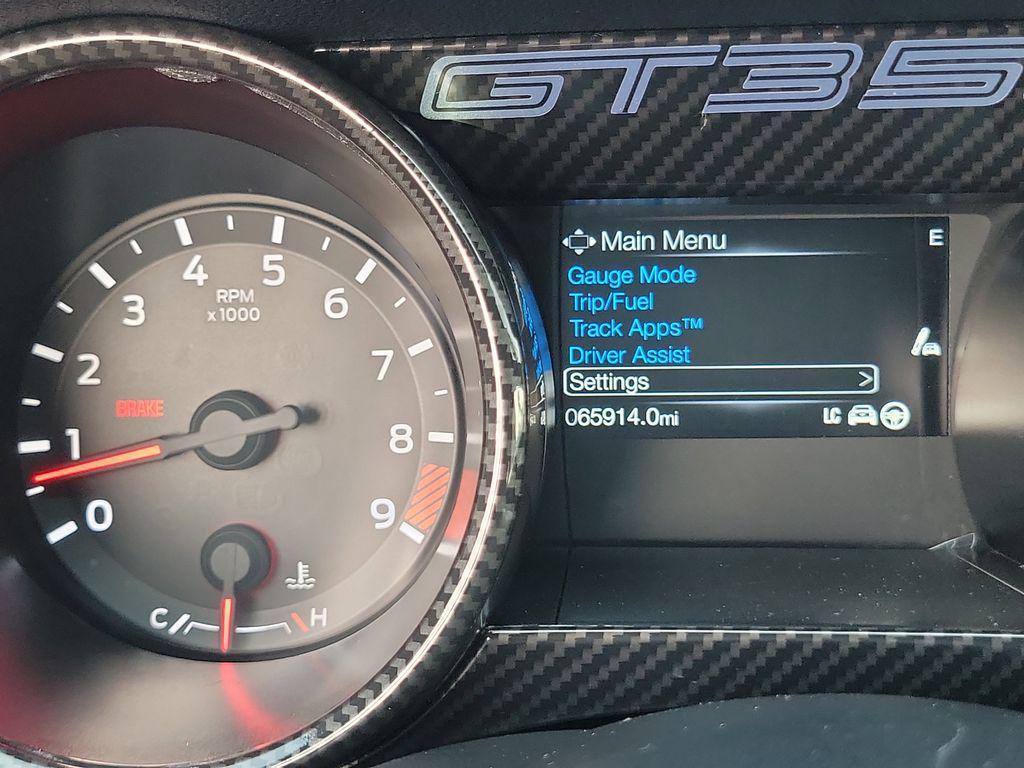 GT35
Main Menu
E
Gauge Mode
Trip/Fuel
Track Apps™
Driver Assist
Settings >
065914.0mi
LC
0
1
2
3
4
5
6
7
8
9
RPM
x1000
BRAKE
C
H